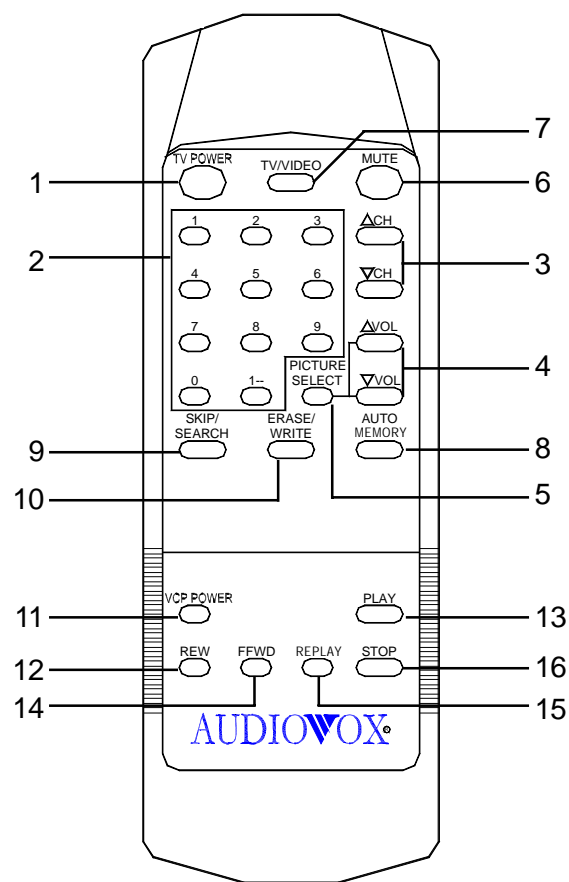 7
TV POWER
TV/VIDEO
MUTE
1
6
1
2
3
△CH
2
3
4
5
6
▽CH
7
8
9
△VOL
4
PICTURE
SELECT
0
1--
▽VOL
SKIP/
SEARCH
ERASE/
WRITE
AUTO
MEMORY
9
8
10
5
VCP POWER
PLAY
11
13
REW
FFWD
REPLAY
STOP
12
16
14
15
AUDIOVOX®